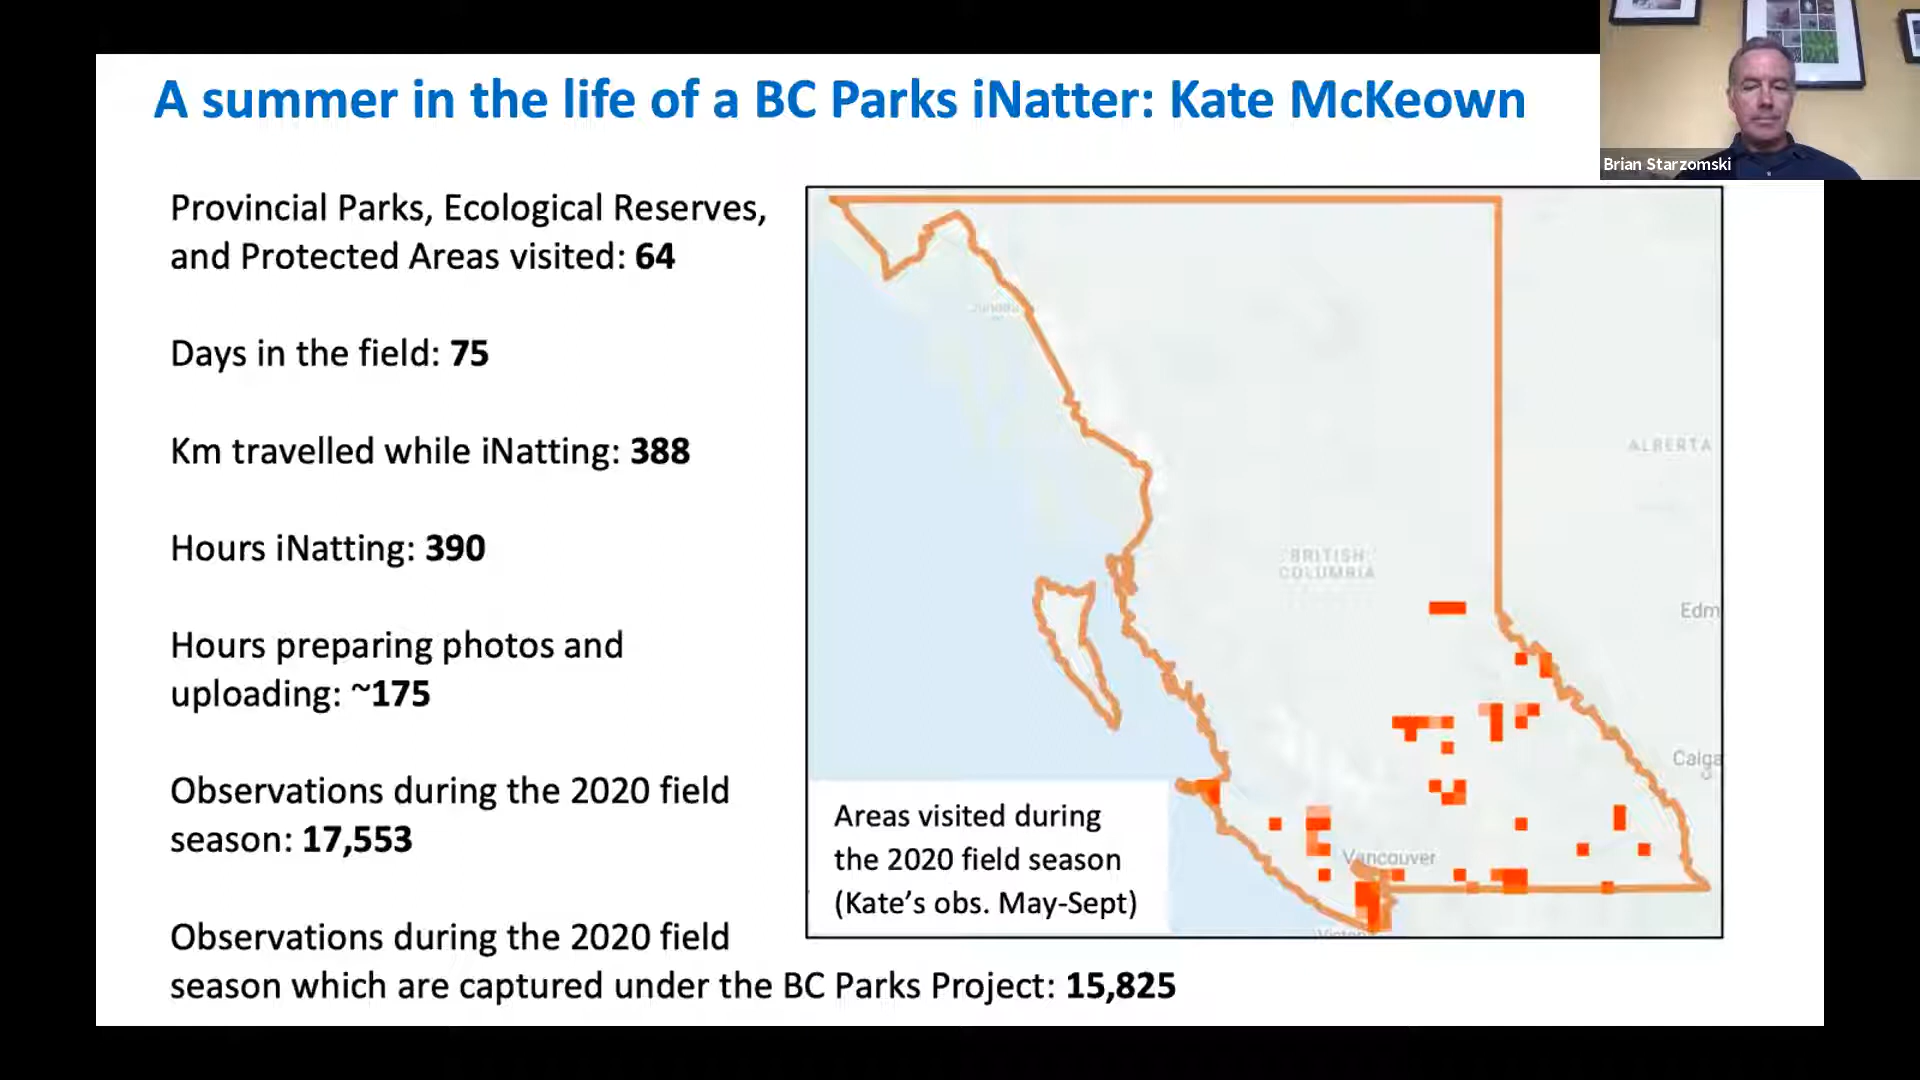 A summer in the life of a BC Parks iNatter: Kate McKeown
Brian Starzomski
Provincial Parks, Ecological Reserves,
and Protected Areas visited: 64
Days in the field: 75
Km travelled while iNatting: 388
Hours iNatting: 390
Hours preparing photos and
uploading: ~175
Observations during the 2020 field
season: 17,553
Observations during the 2020 field
season which are captured under the BC Parks Project: 15,825
Juneau
ALBERTA
BRITISH
COLUMBIA
Edm
Calga
Vancouver
Victori
Areas visited during
the 2020 field season
(Kate's obs. May-Sept)